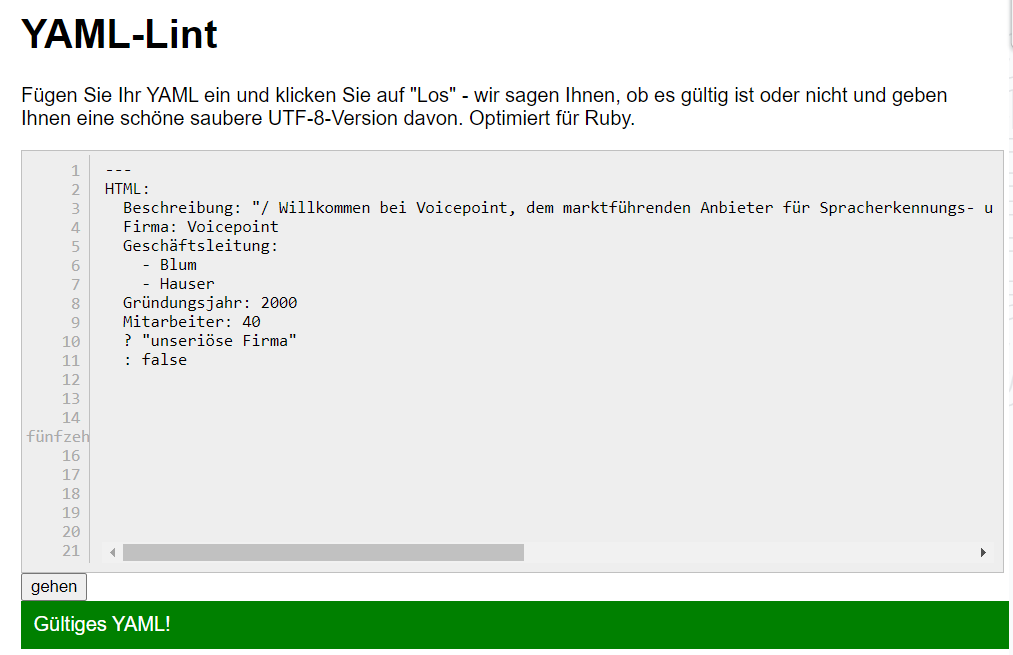 YAML-Lint
Fügen Sie Ihr YAML ein und klicken Sie auf "Los" - wir sagen Ihnen, ob es gültig ist oder nicht und geben
Ihnen eine schöne saubere UTF-8-Version davon. Optimiert für Ruby.
1 ---
2 HTML:
3 Beschreibung: "/ Willkommen bei Voicepoint, dem marktführenden Anbieter für Spracherkennungs- u
4 Firma: Voicepoint
5 Geschäftsleitung:
6 - Blum
7 - Hauser
8 Gründungsjahr: 2000
9 Mitarbeiter: 40
10 ? "unseriöse Firma"
11 : false
12
13
14
fünfzeh
16
17
18
19
20
21
gehen
Gültiges YAML!